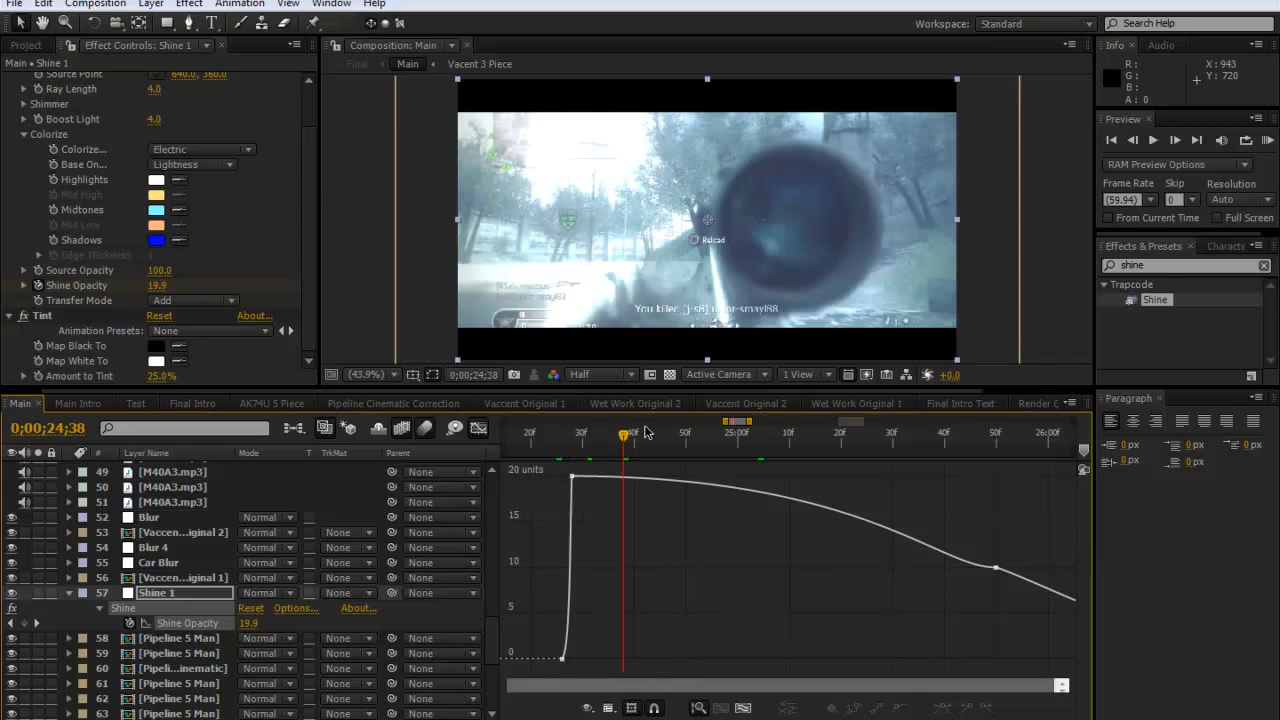 File Edit Composition Layer Effect Animation View Window Help
Workspace: Standard Search Help
Project Effect Controls: Shine 1
Main • Shine 1
Source Point 640.0, 360.0
Ray Length 4.0
Shimmer
Boost Light 4.0
Colorize
Colorize... Electric
Base On... Lightness
Highlights
Mid High
Midtones
Mid Low
Shadows
Edge Thickness 1
Source Opacity 100.0
Shine Opacity 19.9
Transfer Mode Add
fx Tint Reset About...
Animation Presets: None
Map Black To
Map White To
Amount to Tint 25.0%
Composition: Main
Final Main Vacent 3 Piece
Reload
(43.9%) 0;00;24;38 Half Active Camera 1 View +0.0
Info Audio
R: X: 943
G: Y: 720
B:
A: 0
Preview
RAM Preview Options
Frame Rate Skip Resolution
(59.94) 0 Auto
From Current Time Full Screen
Effects & Presets Characte
shine
Trapcode
Shine
Paragraph
0 px 0 px 0 px
0 px 0 px
Main Main Intro Test Final Intro AK74U 5 Piece Pipeline Cinematic Correction Vaccent Original 1 Wet Work Original 2 Vaccent Original 2 Wet Work Original 1 Final Intro Text Render
0;00;24;38
20f 30f 40f 50f 25:00f 10f 20f 30f 40f 50f 26:00f
# Layer Name Mode T TrkMat Parent
49 [M40A3.mp3] None
50 [M40A3.mp3] None
51 [M40A3.mp3] None
52 Blur Normal None
53 [Vaccen...iginal 2] Normal None None
54 Blur 4 Normal None None
55 Car Blur Normal None None
56 [Vaccen...iginal 1] Normal None None
57 Shine 1 Normal None None
fx Shine Reset Options... About...
Shine Opacity 19.9
58 [Pipeline 5 Man] Normal None None
59 [Pipeline 5 Man] Normal None None
60 [Pipeli...inematic] Normal None None
61 [Pipeline 5 Man] Normal None None
62 [Pipeline 5 Man] Normal None None
63 [Pipeline 5 Man] Normal None None
20 units
15
10
5
0